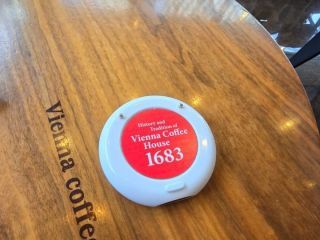 History and
Tradition of
Vienna Coffee
House
1683
Vienna coffee